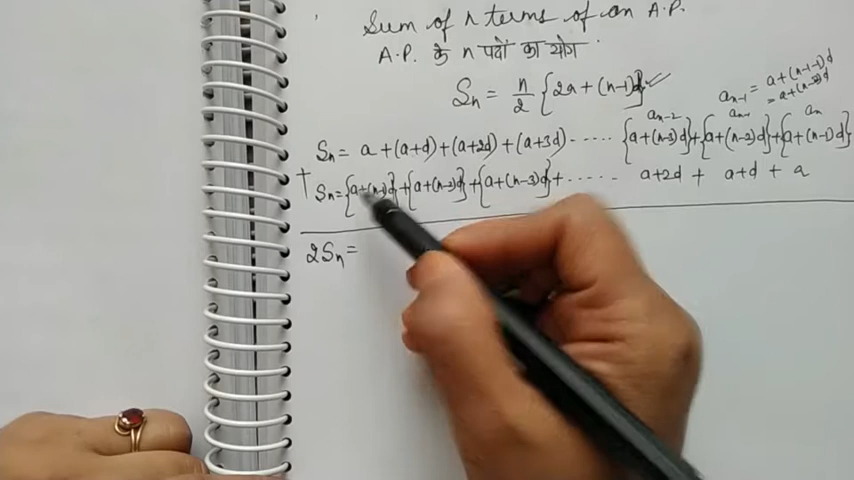 Sum of n terms of an A.P.
A.P. के n पदों का योग.
Sn = n/2 {2a + (n-1)d} ✓
an-1 = a+(n-1-1)d
= a+(n-2)d
an-2 an-1 an
Sn = a + (a+d) + (a+2d) + (a+3d) ----- {a+(n-3)d}+{a+(n-2)d}+{a+(n-1)d}
+ Sn = {a+(n-1)d}+{a+(n-2)d}+{a+(n-3)d}+ ...... a+2d + a+d + a
2Sn =